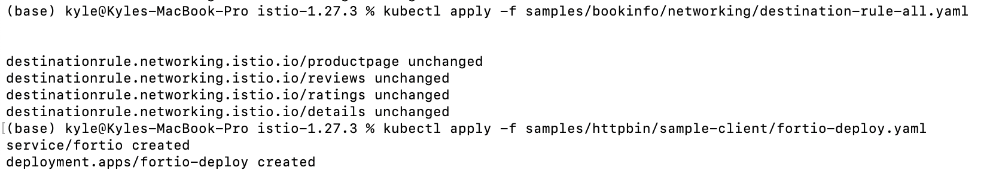 (base) kyle@Kyles-MacBook-Pro istio-1.27.3 % kubectl apply -f samples/bookinfo/networking/destination-rule-all.yaml
destinationrule.networking.istio.io/productpage unchanged
destinationrule.networking.istio.io/reviews unchanged
destinationrule.networking.istio.io/ratings unchanged
destinationrule.networking.istio.io/details unchanged
[(base) kyle@Kyles-MacBook-Pro istio-1.27.3 % kubectl apply -f samples/httpbin/sample-client/fortio-deploy.yaml
service/fortio created
deployment.apps/fortio-deploy created